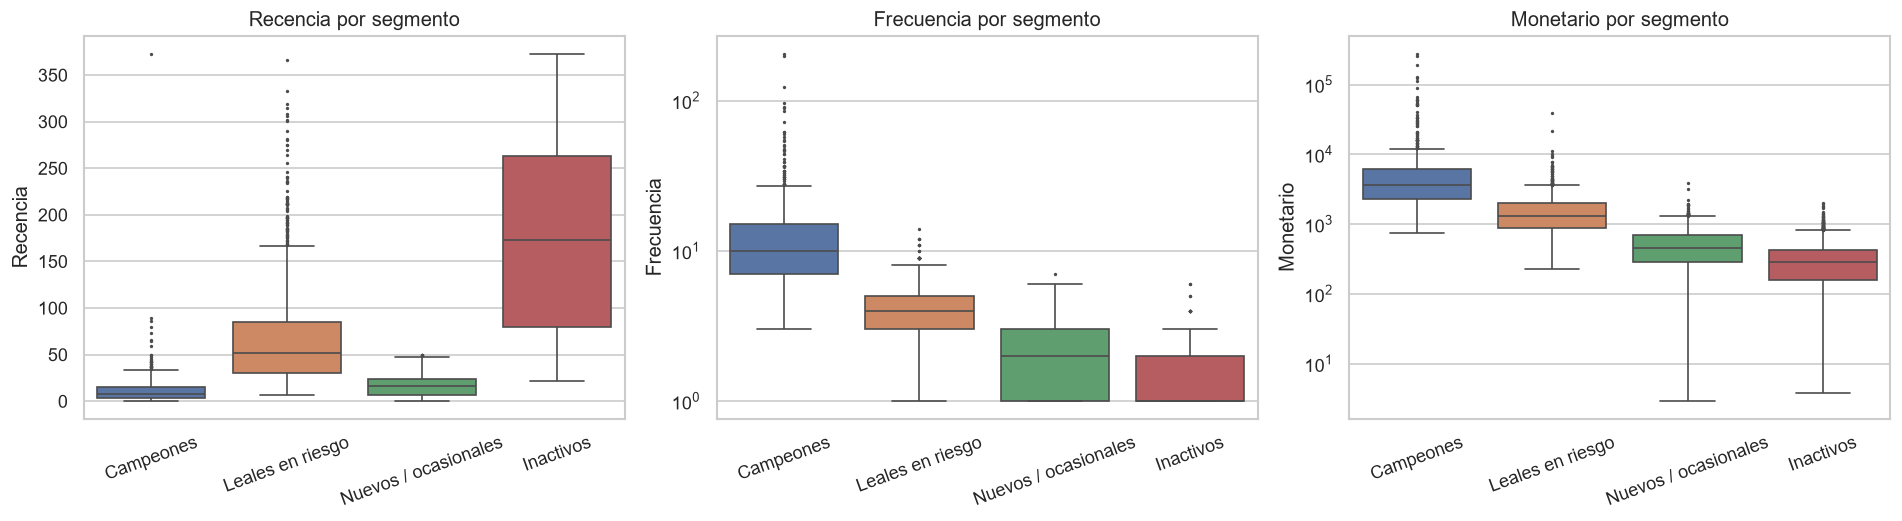 Recencia por segmento
Recencia
350
300
250
200
150
100
50
0
Campeones
Leales en riesgo
Nuevos / ocasionales
Inactivos
Frecuencia por segmento
Frecuencia
10²
10¹
10⁰
Campeones
Leales en riesgo
Nuevos / ocasionales
Inactivos
Monetario por segmento
Monetario
10⁵
10⁴
10³
10²
10¹
Campeones
Leales en riesgo
Nuevos / ocasionales
Inactivos